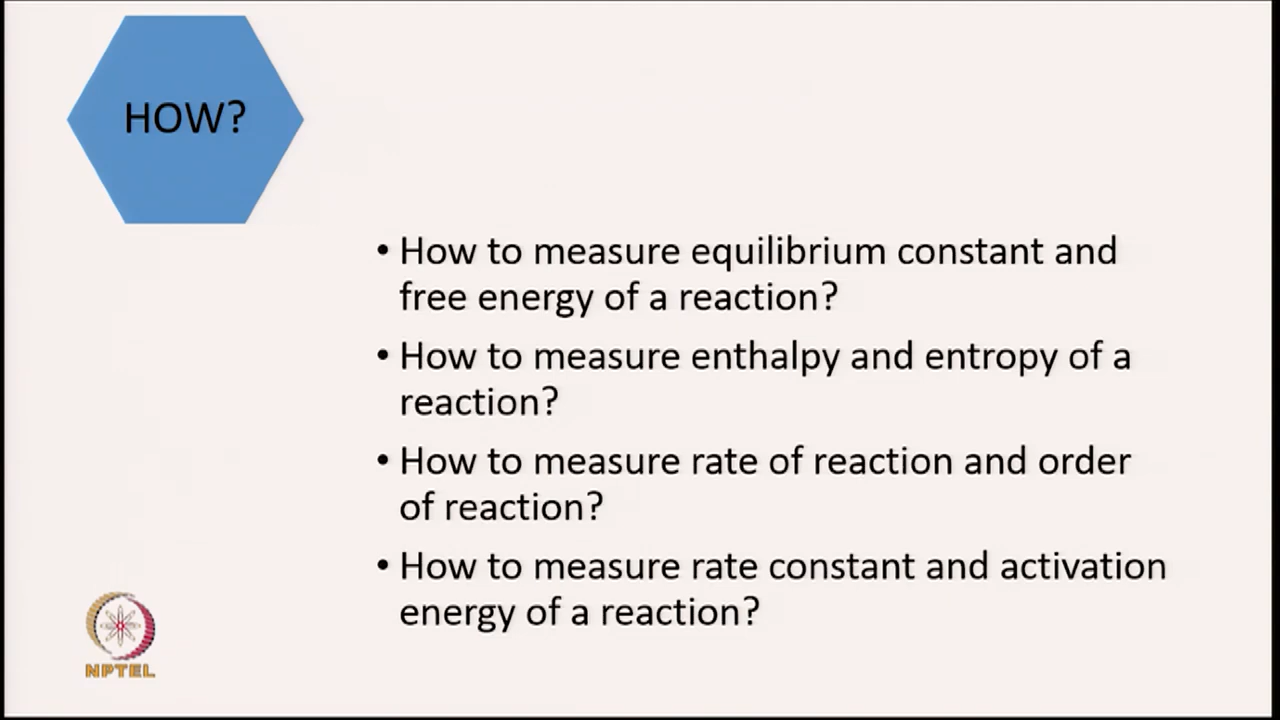 HOW?
• How to measure equilibrium constant and
free energy of a reaction?
• How to measure enthalpy and entropy of a
reaction?
• How to measure rate of reaction and order
of reaction?
• How to measure rate constant and activation
energy of a reaction?
NPTEL